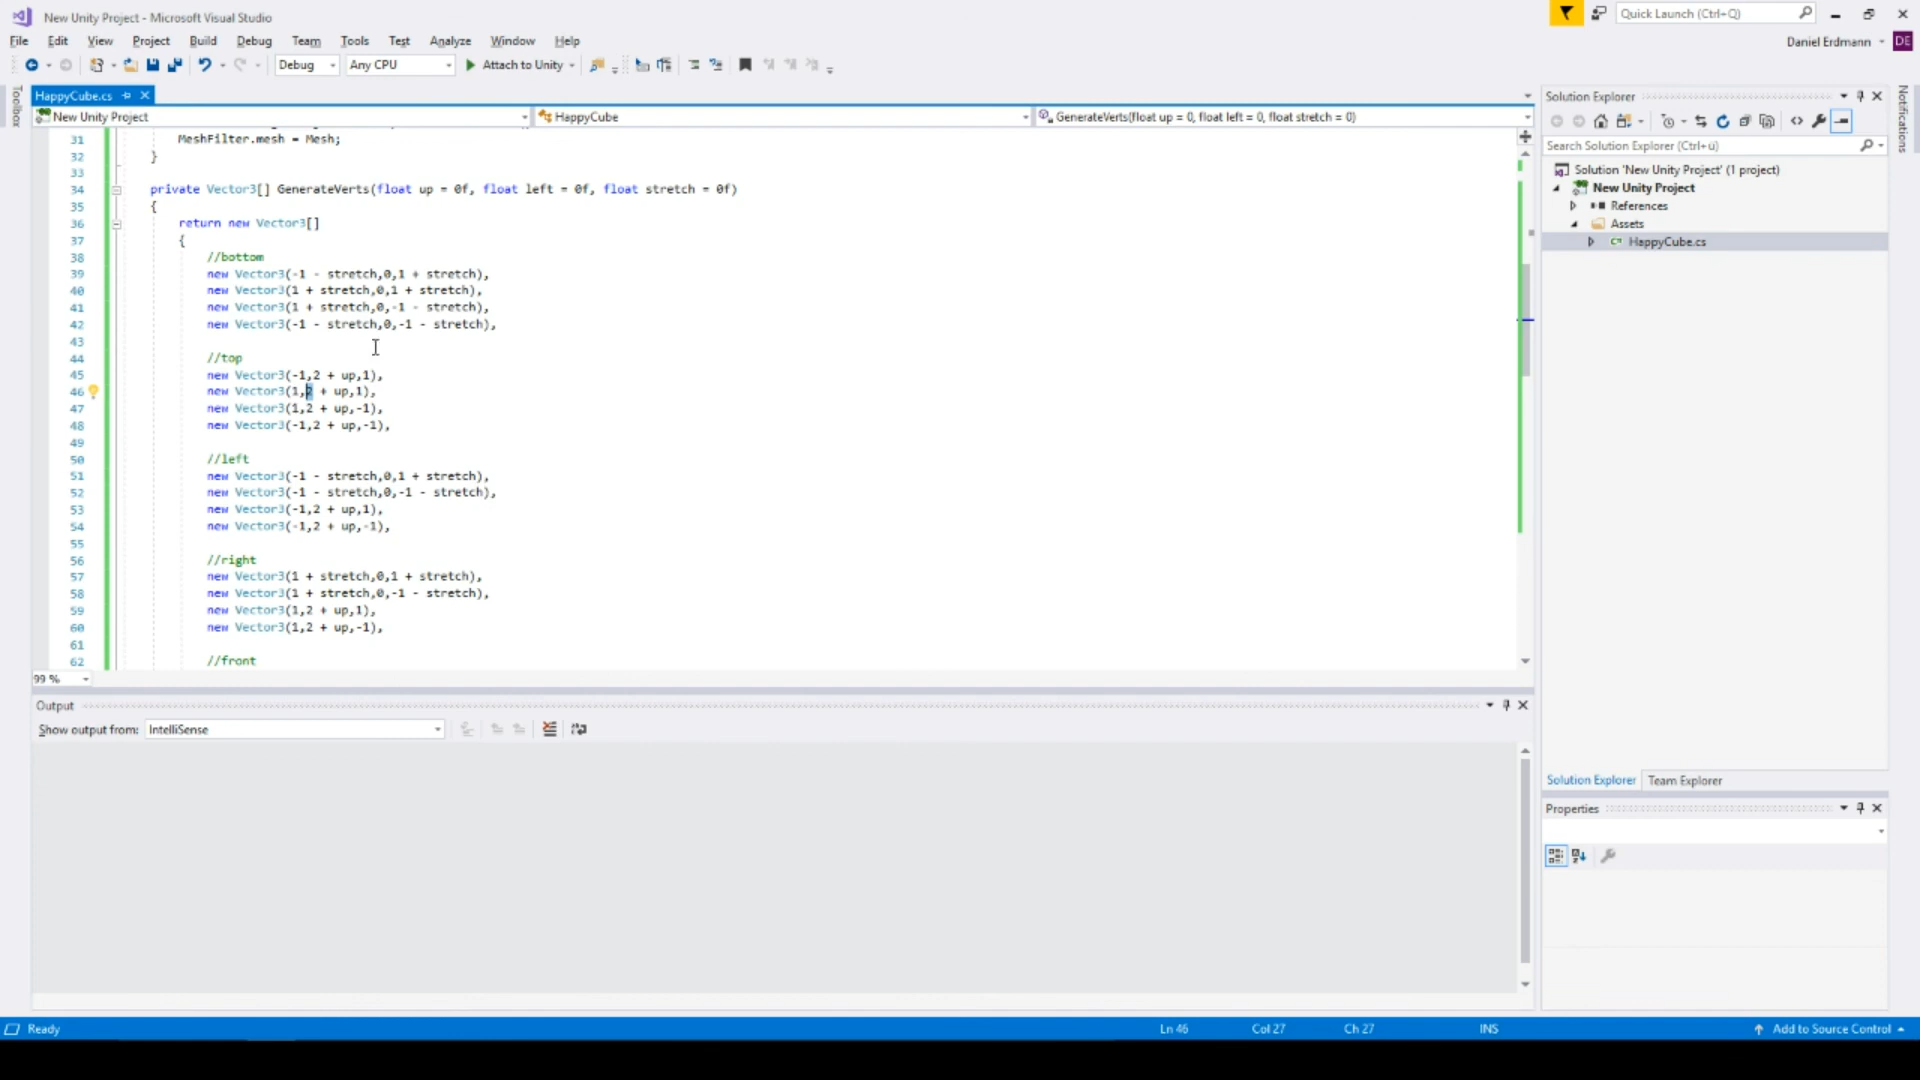 New Unity Project - Microsoft Visual Studio
Quick Launch (Ctrl+Q)
File Edit View Project Build Debug Team Tools Test Analyze Window Help
Daniel Erdmann DE
Debug Any CPU Attach to Unity
Toolbox
HappyCube.cs
New Unity Project HappyCube GenerateVerts(float up = 0, float left = 0, float stretch = 0)
31 MeshFilter.mesh = Mesh;
32 }
33
34 private Vector3[] GenerateVerts(float up = 0f, float left = 0f, float stretch = 0f)
35 {
36 return new Vector3[]
37 {
38 //bottom
39 new Vector3(-1 - stretch,0,1 + stretch),
40 new Vector3(1 + stretch,0,1 + stretch),
41 new Vector3(1 + stretch,0,-1 - stretch),
42 new Vector3(-1 - stretch,0,-1 - stretch),
43
44 //top
45 new Vector3(-1,2 + up,1),
46 new Vector3(1,2 + up,1),
47 new Vector3(1,2 + up,-1),
48 new Vector3(-1,2 + up,-1),
49
50 //left
51 new Vector3(-1 - stretch,0,1 + stretch),
52 new Vector3(-1 - stretch,0,-1 - stretch),
53 new Vector3(-1,2 + up,1),
54 new Vector3(-1,2 + up,-1),
55
56 //right
57 new Vector3(1 + stretch,0,1 + stretch),
58 new Vector3(1 + stretch,0,-1 - stretch),
59 new Vector3(1,2 + up,1),
60 new Vector3(1,2 + up,-1),
61
62 //front
99 %
Output
Show output from: IntelliSense
Solution Explorer
Search Solution Explorer (Ctrl+ü)
Solution 'New Unity Project' (1 project)
New Unity Project
References
Assets
C# HappyCube.cs
Solution Explorer Team Explorer
Properties
Notifications
Ready Ln 46 Col 27 Ch 27 INS Add to Source Control